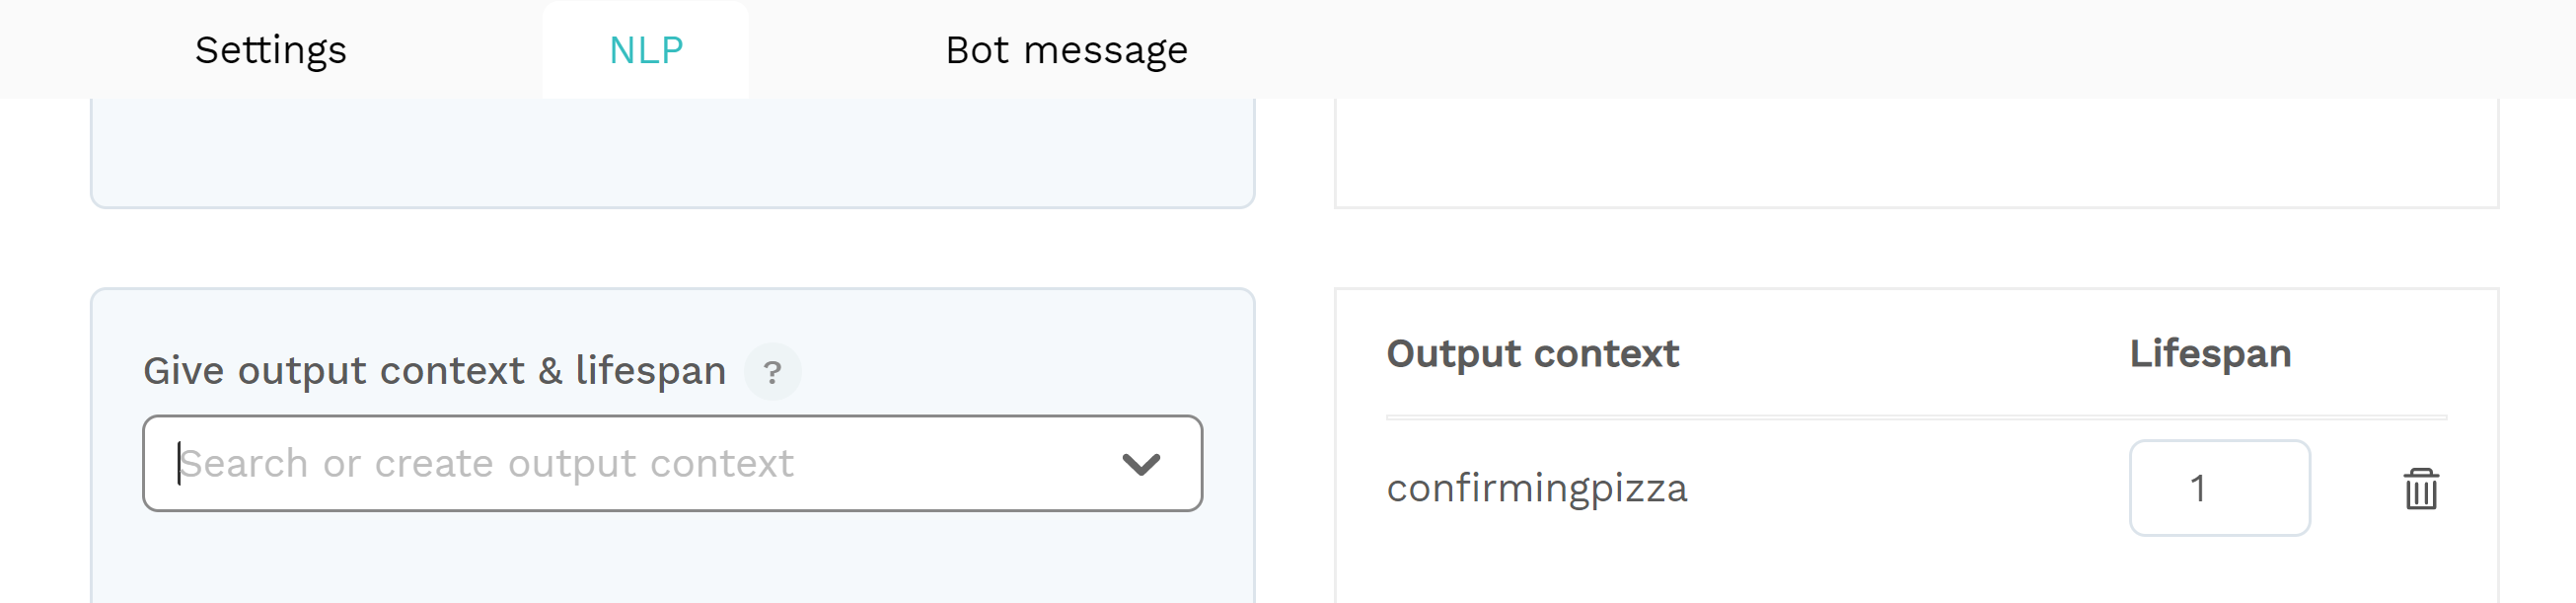 Settings
NLP
Bot message
Give output context & lifespan ?
Search or create output context
Output context
Lifespan
confirmingpizza
1